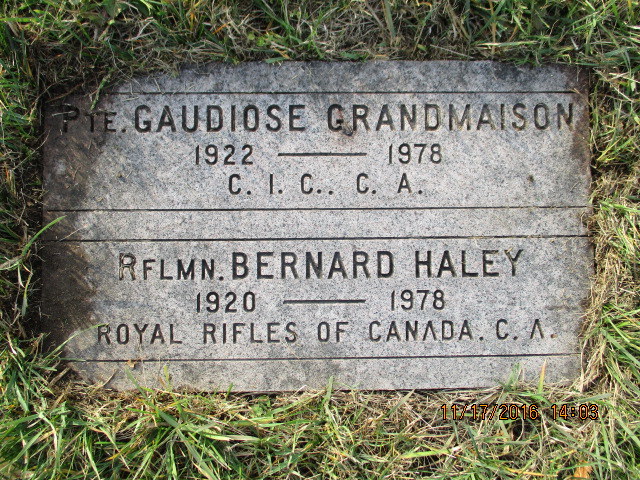 PTE. GAUDIOSE GRANDMAISON
1922 — 1978
C. I. C., C. A.
RFLMN. BERNARD HALEY
1920 — 1978
ROYAL RIFLES OF CANADA. C. A.
11/17/2016 14:03